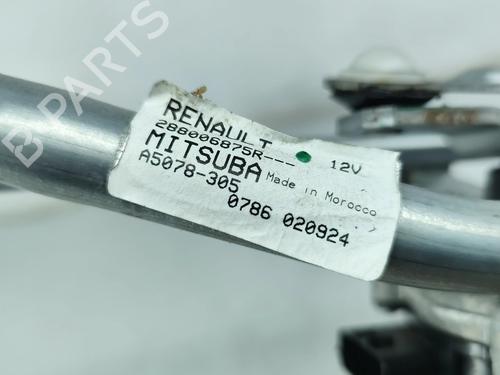 RENAULT
288006875R---
12V
MITSUBA
Made in Morocco
A5078-305
0786 020924
B-PARTS